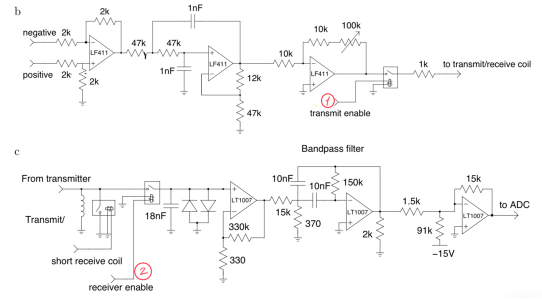 b
1nF
2k
100k
negative 2k
47k 47k
10k
10k
LF411
LF411
LF411
positive 2k
2k
1nF
12k
1k to transmit/receive coil
47k
1
transmit enable
c
Bandpass filter
From transmitter
10nF
150k
15k
10nF
1.5k
to ADC
Transmit/
18nF
LT1007
15k
370
LT1007
LT1007
330k
2k
91k
short receive coil
330
−15V
2
receiver enable